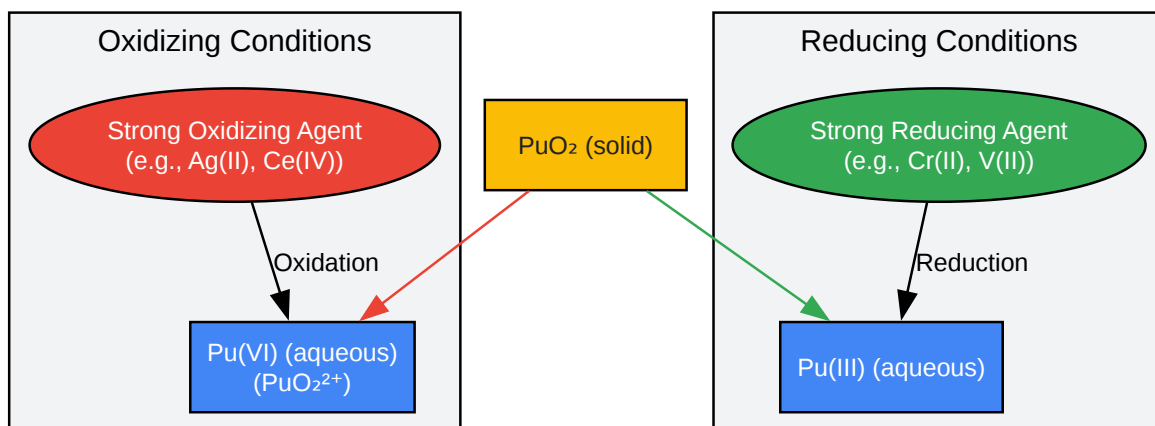 Oxidizing Conditions
Strong Oxidizing Agent
(e.g., Ag(II), Ce(IV))
Oxidation
Pu(VI) (aqueous)
(PuO₂²⁺)
PuO₂ (solid)
Reducing Conditions
Strong Reducing Agent
(e.g., Cr(II), V(II))
Reduction
Pu(III) (aqueous)